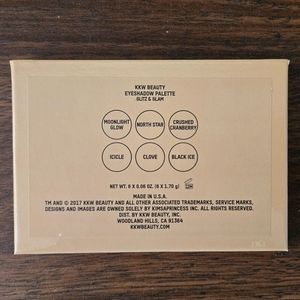 KKW BEAUTY
EYESHADOW PALETTE
GLITZ & GLAM
MOONLIGHT
GLOW
NORTH STAR
CRUSHED
CRANBERRY
ICICLE
CLOVE
BLACK ICE
NET WT. 6 X 0.06 OZ. (6 X 1.70 g)
MADE IN U.S.A.
TM AND © 2017 KKW BEAUTY AND ALL OTHER ASSOCIATED TRADEMARKS, SERVICE MARKS,
DESIGNS AND IMAGES ARE OWNED SOLELY BY KIMSAPRINCESS INC. ALL RIGHTS RESERVED.
DIST. BY KKW BEAUTY, INC.
WOODLAND HILLS, CA 91364
KKWBEAUTY.COM